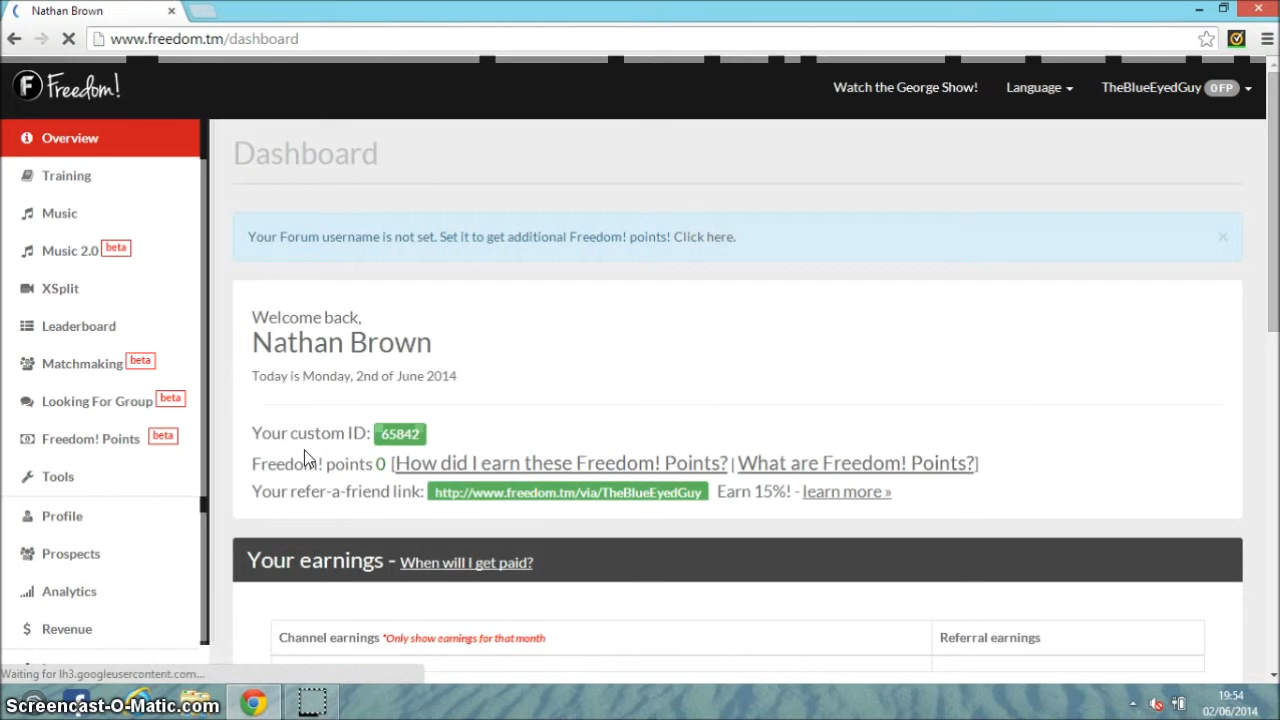 Nathan Brown
www.freedom.tm/dashboard
F Freedom!
Watch the George Show! Language TheBlueEyedGuy 0FP
Overview
Training
Music
Music 2.0 beta
XSplit
Leaderboard
Matchmaking beta
Looking For Group beta
Freedom! Points beta
Tools
Profile
Prospects
Analytics
Revenue
Dashboard
Your Forum username is not set. Set it to get additional Freedom! points! Click here. ×
Welcome back,
Nathan Brown
Today is Monday, 2nd of June 2014
Your custom ID: 65842
Freedom! points 0 [How did I earn these Freedom! Points? | What are Freedom! Points?]
Your refer-a-friend link: http://www.freedom.tm/via/TheBlueEyedGuy Earn 15%! - learn more »
Your earnings - When will I get paid?
Channel earnings *Only show earnings for that month Referral earnings
Waiting for lh3.googleusercontent.com...
Screencast-O-Matic.com
19:54
02/06/2014